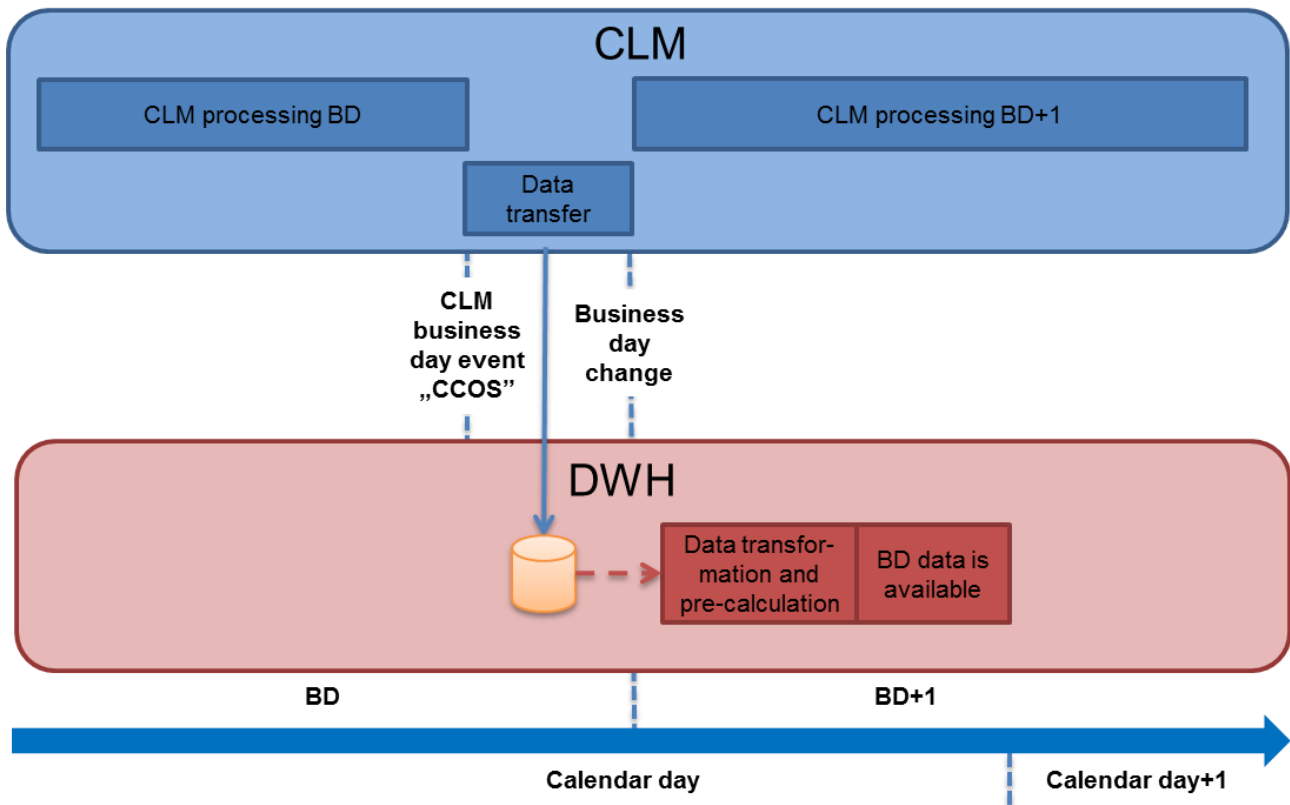 CLM
CLM processing BD
CLM processing BD+1
Data
transfer
CLM
business
day event
„CCOS”
Business
day
change
DWH
Data transfor-
mation and
pre-calculation
BD data is
available
BD
BD+1
Calendar day
Calendar day+1